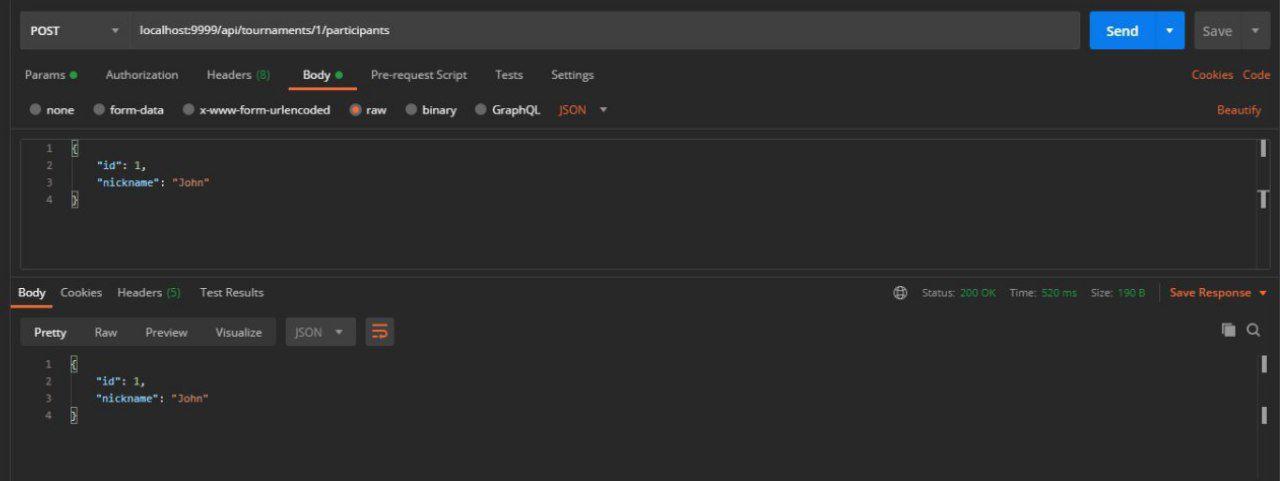 POST localhost:9999/api/tournaments/1/participants Send Save
Params Authorization Headers (8) Body Pre-request Script Tests Settings Cookies Code
none form-data x-www-form-urlencoded raw binary GraphQL JSON Beautify
1 {
2 "id": 1,
3 "nickname": "John"
4 }
Body Cookies Headers (5) Test Results Status: 200 OK Time: 520 ms Size: 190 B Save Response
Pretty Raw Preview Visualize JSON
1 {
2 "id": 1,
3 "nickname": "John"
4 }